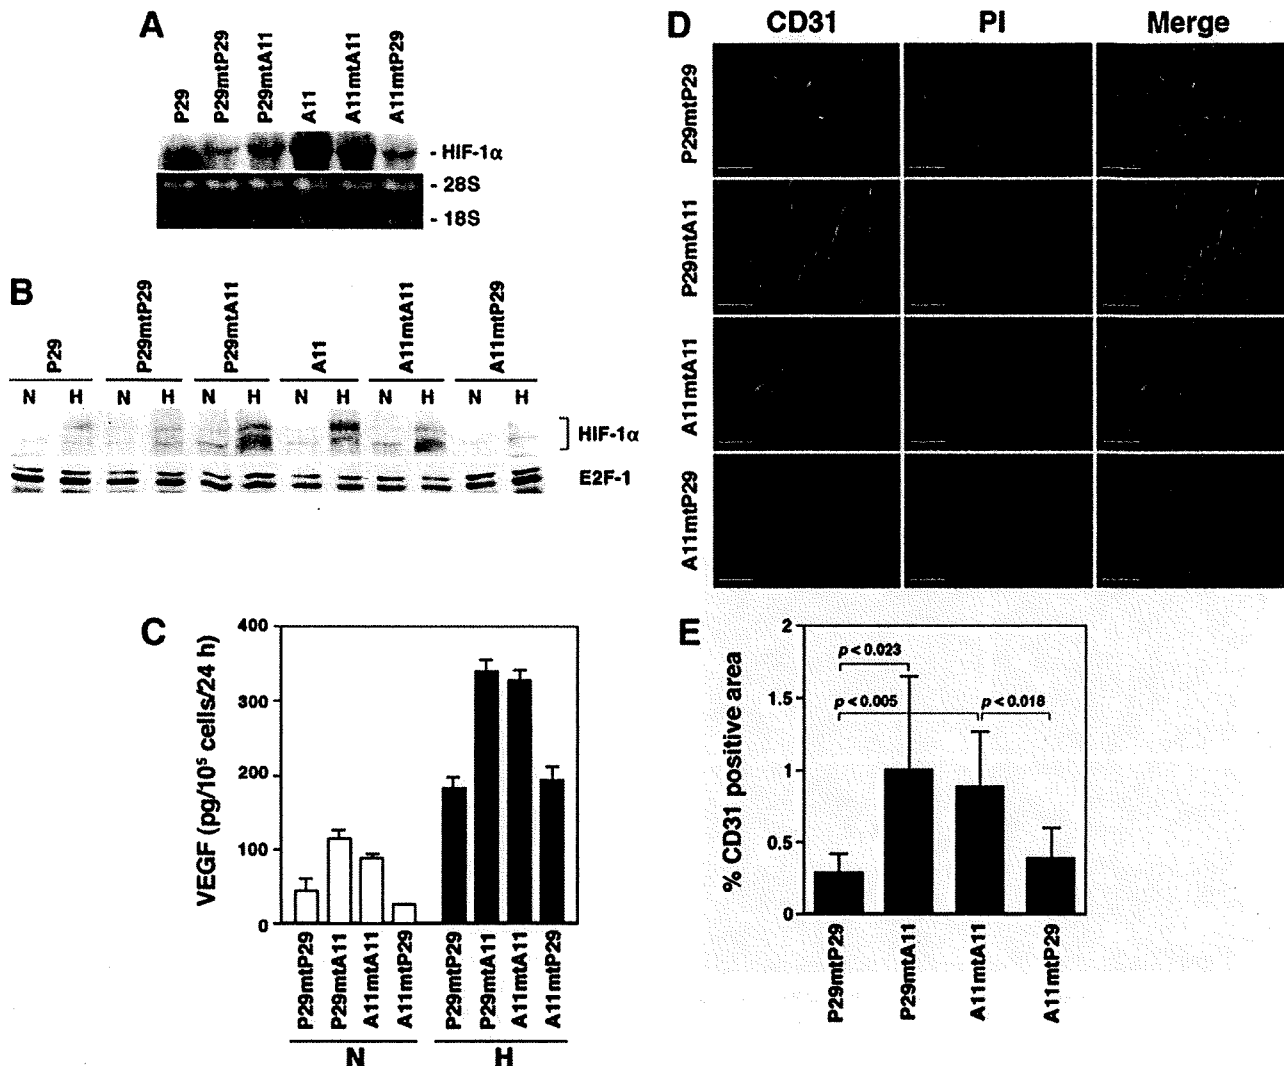 A
P29
P29mtP29
P29mtA11
A11
A11mtA11
A11mtP29
- HIF-1α
- 28S
- 18S
B
P29
P29mtP29
P29mtA11
A11
A11mtA11
A11mtP29
N H N H N H N H N H N H
HIF-1α
E2F-1
C
VEGF (pg/10⁵ cells/24 h)
400
300
200
100
0
P29mtP29
P29mtA11
A11mtA11
A11mtP29
P29mtP29
P29mtA11
A11mtA11
A11mtP29
N
H
D
CD31
PI
Merge
P29mtP29
P29mtA11
A11mtA11
A11mtP29
E
% CD31 positive area
2
1.5
1
0.5
0
p < 0.023
p < 0.005
p < 0.018
P29mtP29
P29mtA11
A11mtA11
A11mtP29